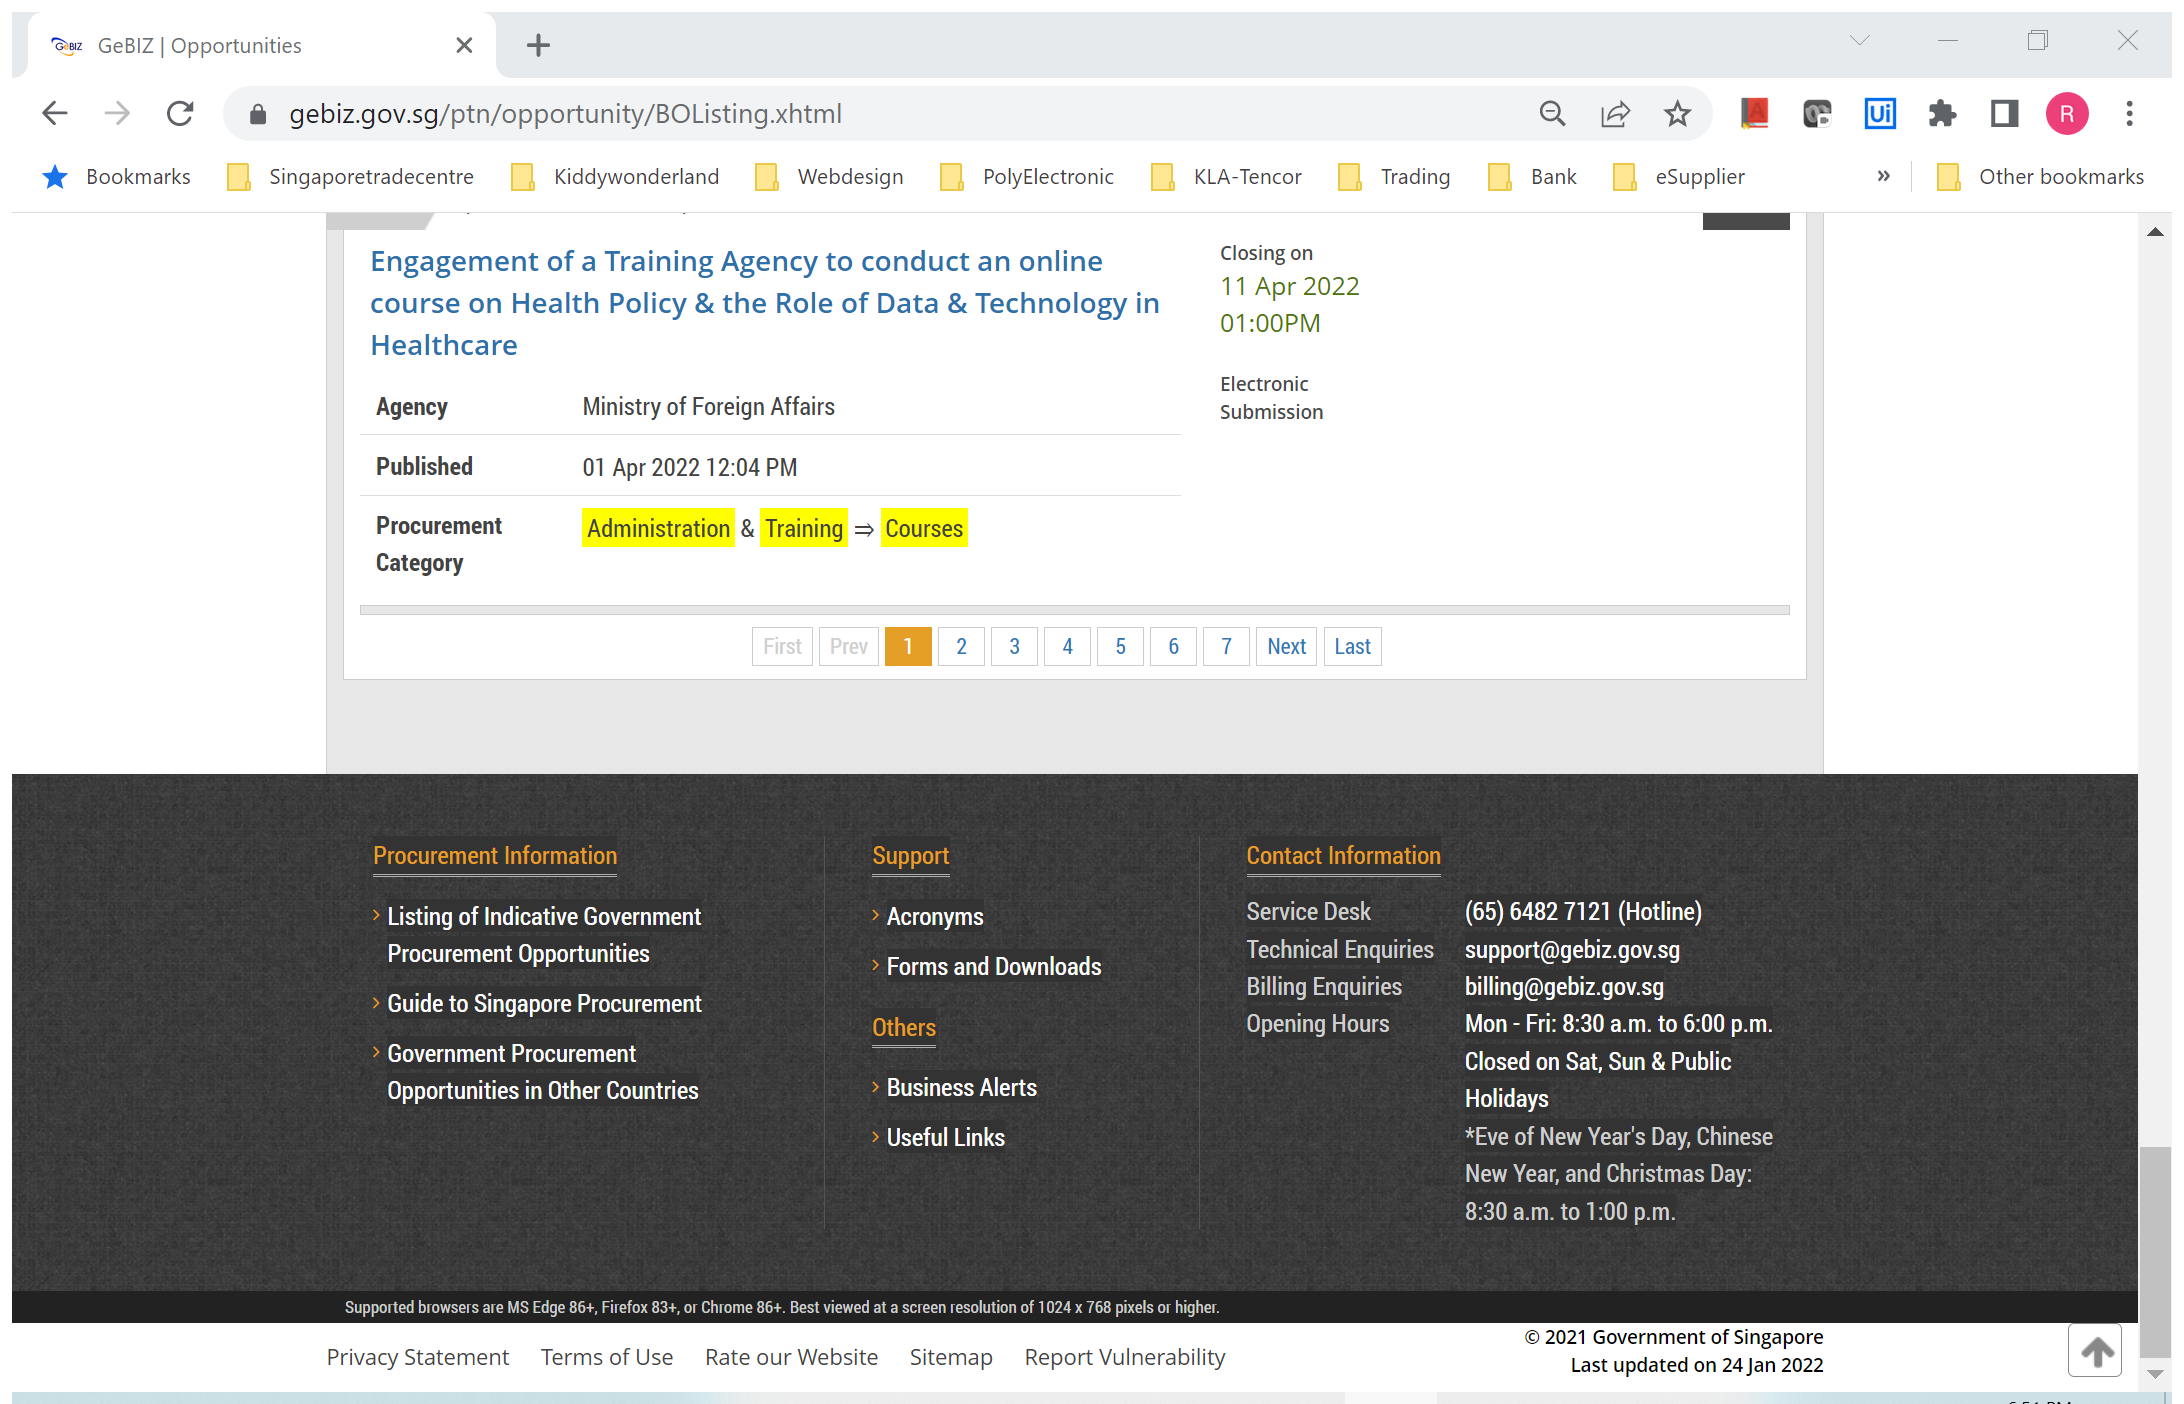 GeBIZ GeBIZ | Opportunities
gebiz.gov.sg/ptn/opportunity/BOListing.xhtml A Ui R
Bookmarks Singaporetradecentre Kiddywonderland Webdesign PolyElectronic KLA-Tencor Trading Bank eSupplier » Other bookmarks
Engagement of a Training Agency to conduct an online
course on Health Policy & the Role of Data & Technology in
Healthcare
Closing on
11 Apr 2022
01:00PM
Electronic
Submission
Agency Ministry of Foreign Affairs
Published 01 Apr 2022 12:04 PM
Procurement
Category
Administration & Training ⇒ Courses
First Prev 1 2 3 4 5 6 7 Next Last
Procurement Information
Listing of Indicative Government
Procurement Opportunities
Guide to Singapore Procurement
Government Procurement
Opportunities in Other Countries
Support
Acronyms
Forms and Downloads
Others
Business Alerts
Useful Links
Contact Information
Service Desk (65) 6482 7121 (Hotline)
Technical Enquiries support@gebiz.gov.sg
Billing Enquiries billing@gebiz.gov.sg
Opening Hours Mon - Fri: 8:30 a.m. to 6:00 p.m.
Closed on Sat, Sun & Public
Holidays
*Eve of New Year's Day, Chinese
New Year, and Christmas Day:
8:30 a.m. to 1:00 p.m.
Supported browsers are MS Edge 86+, Firefox 83+, or Chrome 86+. Best viewed at a screen resolution of 1024 x 768 pixels or higher.
Privacy Statement Terms of Use Rate our Website Sitemap Report Vulnerability
© 2021 Government of Singapore
Last updated on 24 Jan 2022